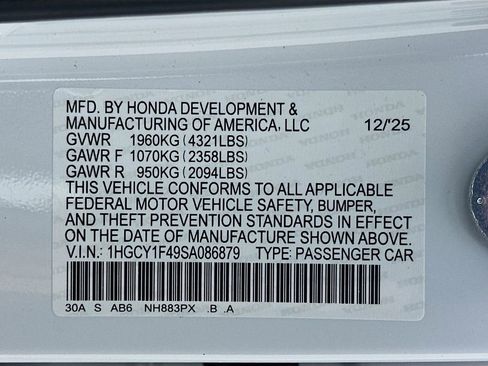 MFD. BY HONDA DEVELOPMENT &
MANUFACTURING OF AMERICA, LLC 12/'25
GVWR 1960KG (4321LBS)
GAWR F 1070KG (2358LBS)
GAWR R 950KG (2094LBS)
THIS VEHICLE CONFORMS TO ALL APPLICABLE
FEDERAL MOTOR VEHICLE SAFETY, BUMPER,
AND THEFT PREVENTION STANDARDS IN EFFECT
ON THE DATE OF MANUFACTURE SHOWN ABOVE.
V.I.N.: 1HGCY1F49SA086879 TYPE: PASSENGER CAR
30A S AB6 NH883PX .B .A